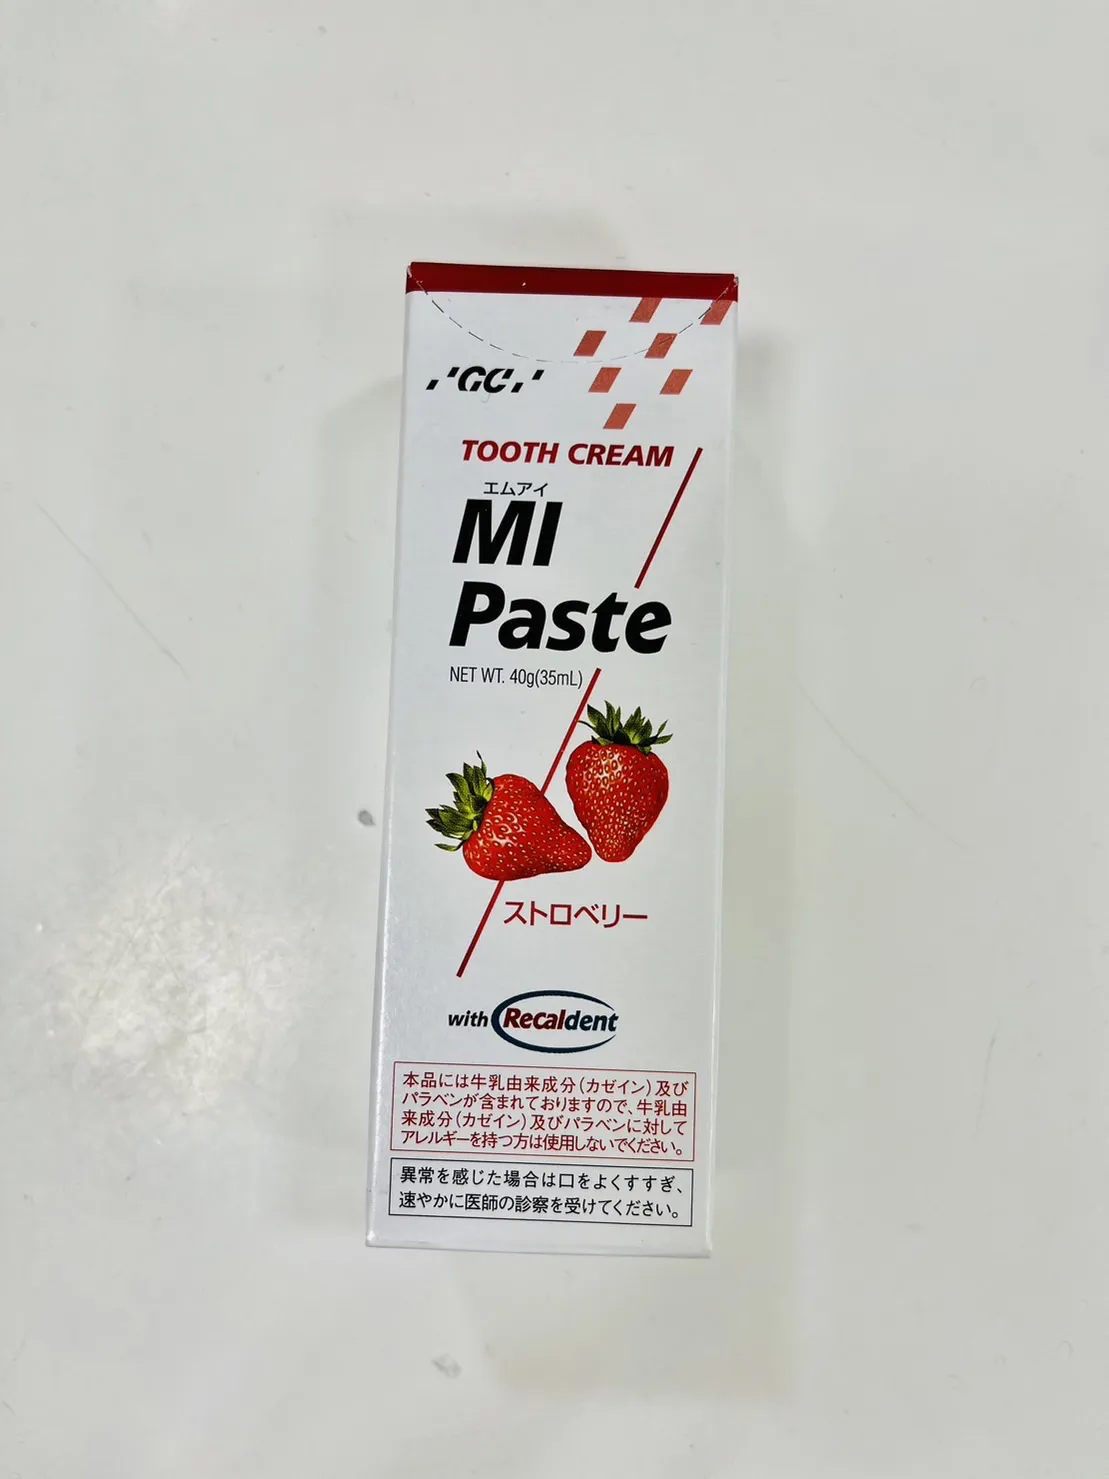 GC
TOOTH CREAM
エムアイ
MI
Paste
NET WT. 40g(35mL)
ストロベリー
with Recaldent
本品には牛乳由来成分(カゼイン)及び
パラベンが含まれておりますので、牛乳由
来成分(カゼイン)及びパラベンに対して
アレルギーを持つ方は使用しないでください。
異常を感じた場合は口をよくすすぎ、
速やかに医師の診察を受けてください。